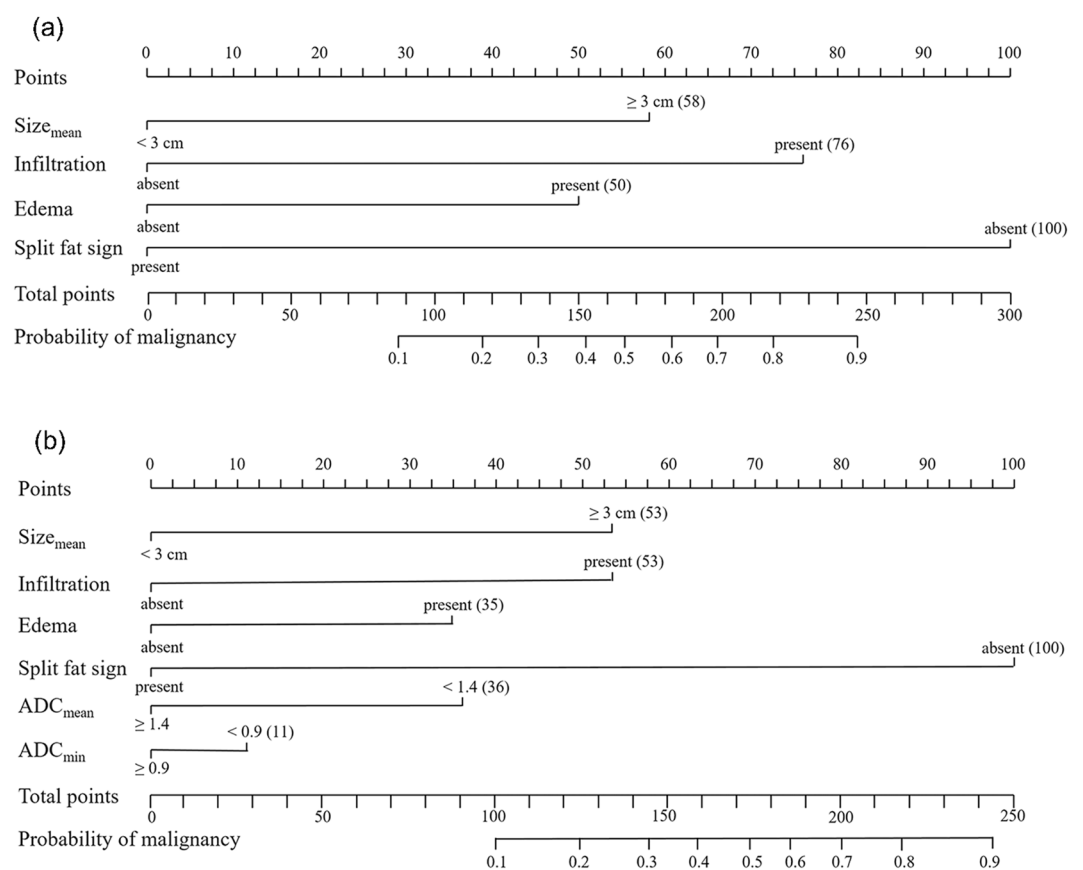 (a)
0 10 20 30 40 50 60 70 80 90 100
Points
≥ 3 cm (58)
Sizemean
< 3 cm
present (76)
Infiltration
absent
present (50)
Edema
absent
absent (100)
Split fat sign
present
Total points
0 50 100 150 200 250 300
Probability of malignancy
0.1 0.2 0.3 0.4 0.5 0.6 0.7 0.8 0.9
(b)
0 10 20 30 40 50 60 70 80 90 100
Points
≥ 3 cm (53)
Sizemean
< 3 cm
present (53)
Infiltration
absent
present (35)
Edema
absent
absent (100)
Split fat sign
present
< 1.4 (36)
ADCmean
≥ 1.4
< 0.9 (11)
ADCmin
≥ 0.9
Total points
0 50 100 150 200 250
Probability of malignancy
0.1 0.2 0.3 0.4 0.5 0.6 0.7 0.8 0.9